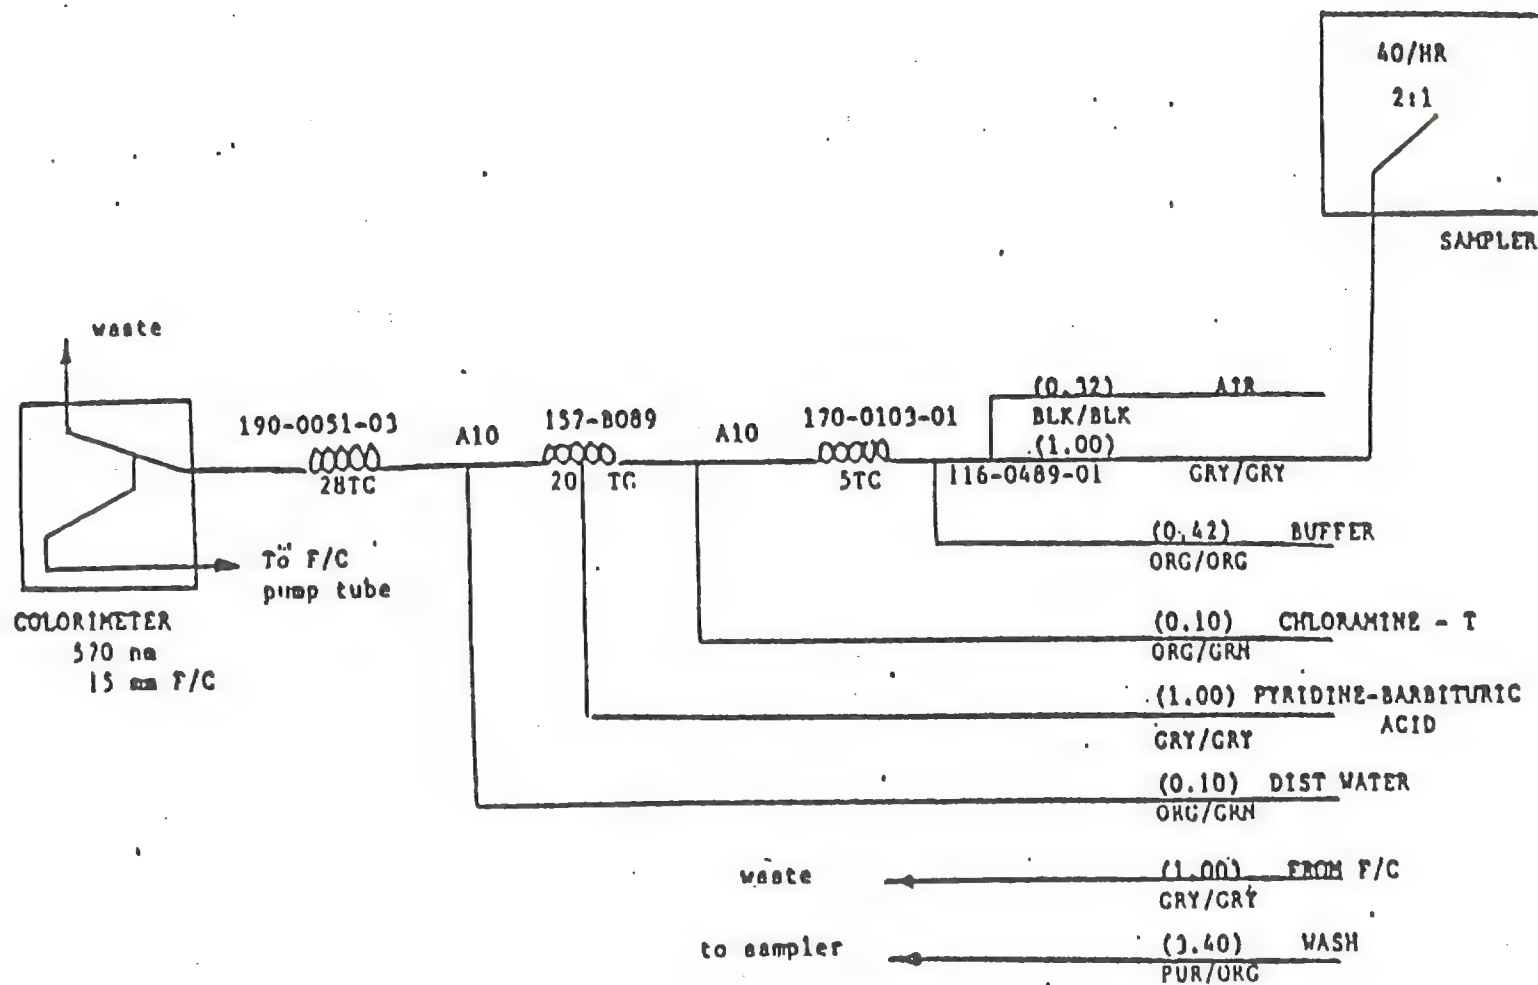 40/HR
2:1
SAMPLER
waste
190-0051-03
A10
157-B089
A10
170-0103-01
(0.32) AIR
BLK/BLK
(1.00)
28TC
20 TG
5TC
116-0489-01
GRY/GRY
(0.42) BUFFER
ORG/ORG
To F/C
pump tube
COLORIMETER
570 nm
15 mm F/C
(0.10) CHLORAMINE - T
ORG/GRN
(1.00) PYRIDINE-BARBITURIC
ACID
GRY/GRY
(0.10) DIST WATER
ORG/GRN
waste
(1.00) FROM F/C
GRY/GRY
to sampler
(3.40) WASH
PUR/ORG